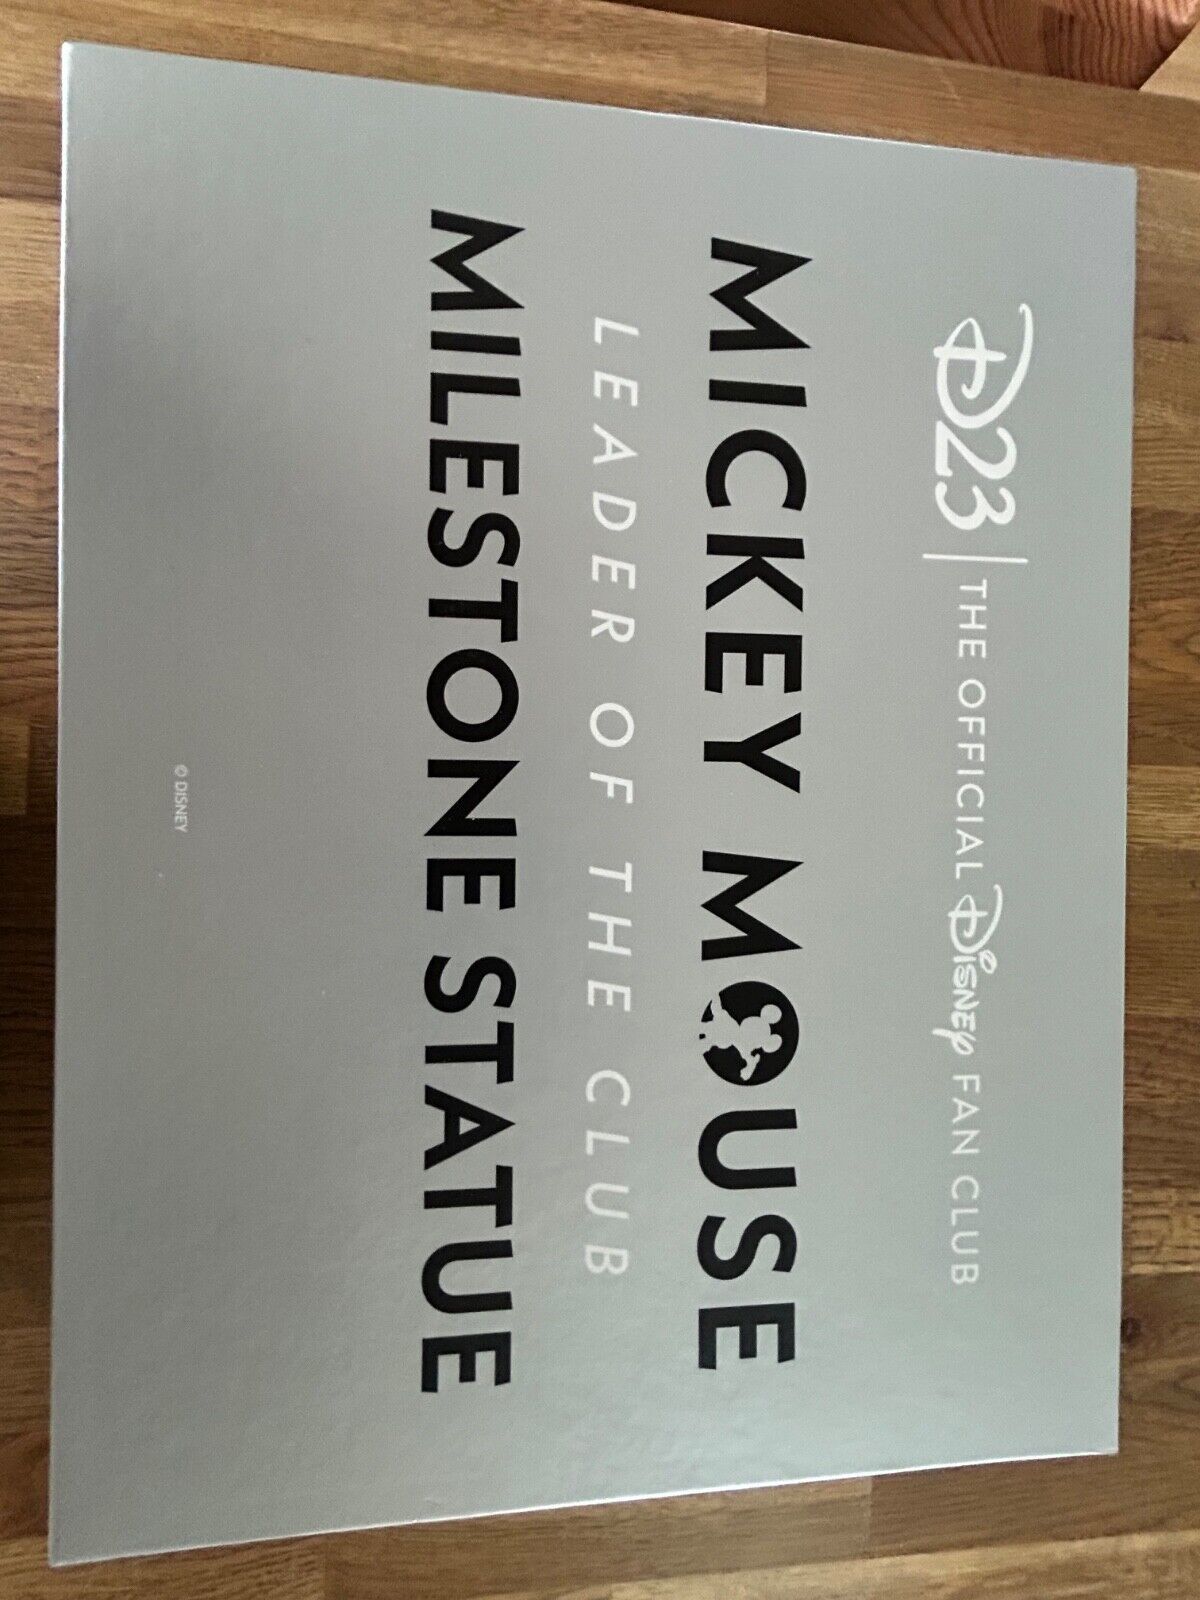 D23 | THE OFFICIAL Disney FAN CLUB
MICKEY MOUSE
LEADER OF THE CLUB
MILESTONE STATUE
© DISNEY